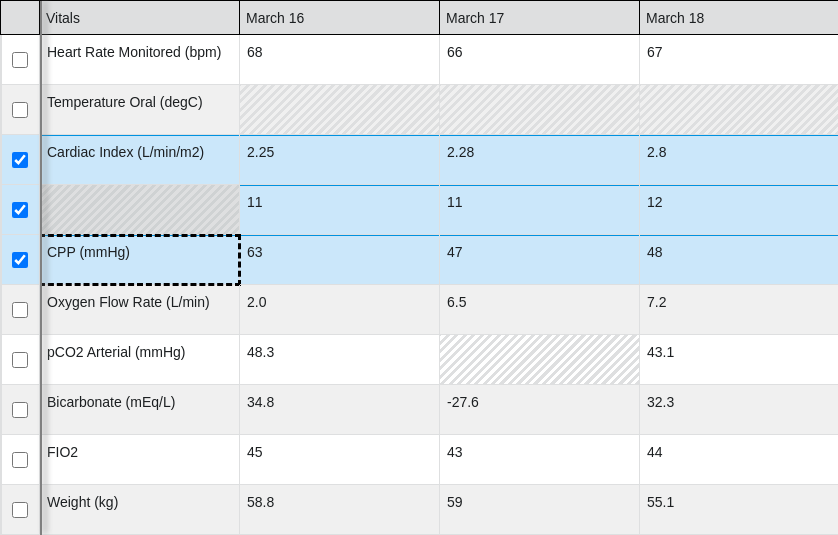 Vitals March 16 March 17 March 18
Heart Rate Monitored (bpm) 68 66 67
Temperature Oral (degC)
Cardiac Index (L/min/m2) 2.25 2.28 2.8
11 11 12
CPP (mmHg) 63 47 48
Oxygen Flow Rate (L/min) 2.0 6.5 7.2
pCO2 Arterial (mmHg) 48.3 43.1
Bicarbonate (mEq/L) 34.8 -27.6 32.3
FIO2 45 43 44
Weight (kg) 58.8 59 55.1